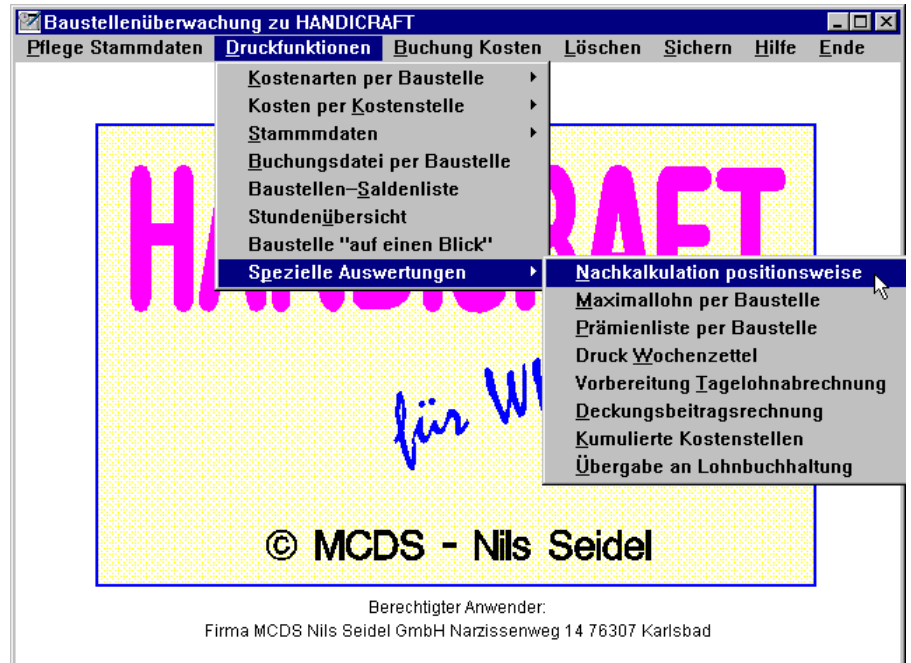 Baustellenüberwachung zu HANDICRAFT
Pflege Stammdaten Druckfunktionen Buchung Kosten Löschen Sichern Hilfe Ende
Kostenarten per Baustelle
Kosten per Kostenstelle
Stammmdaten
Buchungsdatei per Baustelle
Baustellen-Saldenliste
Stundenübersicht
Baustelle "auf einen Blick"
Spezielle Auswertungen
Nachkalkulation positionsweise
Maximallohn per Baustelle
Prämienliste per Baustelle
Druck Wochenzettel
Vorbereitung Tagelohnabrechnung
Deckungsbeitragsrechnung
Kumulierte Kostenstellen
Übergabe an Lohnbuchhaltung
HANDICRAFT
für
© MCDS - Nils Seidel
Berechtigter Anwender:
Firma MCDS Nils Seidel GmbH Narzissenweg 14 76307 Karlsbad